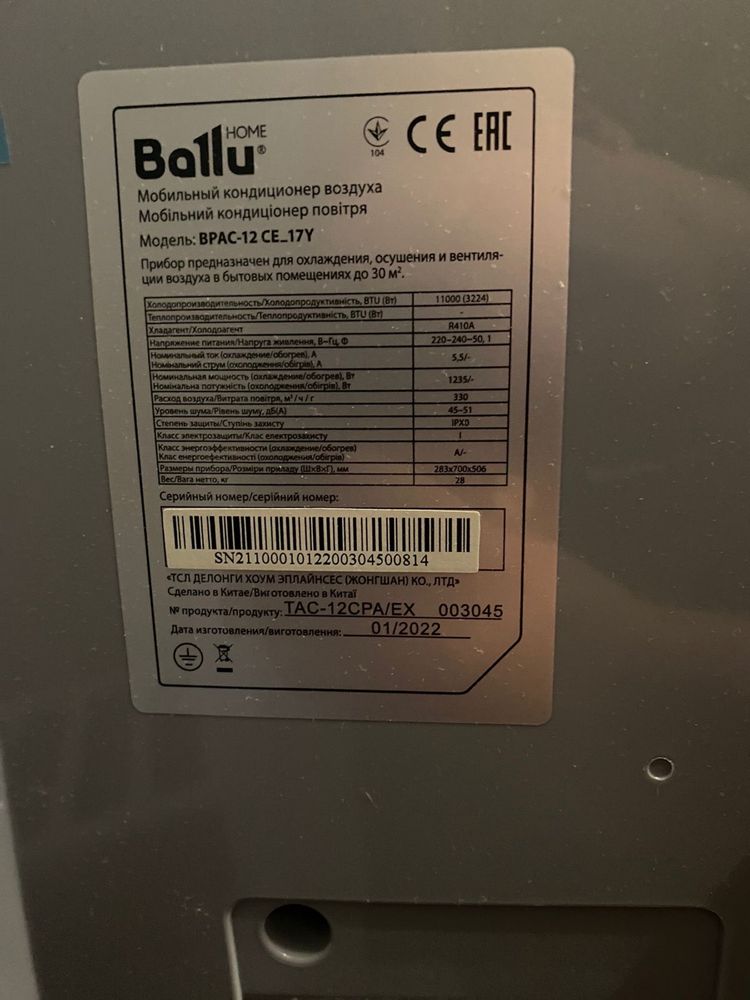 Ballu® HOME
104 CE EAC
Мобильный кондиционер воздуха
Мобільний кондиціонер повітря
Модель: BPAC-12 CE_17Y
Прибор предназначен для охлаждения, осушения и вентиля-
ции воздуха в бытовых помещениях до 30 м².
Холодопроизводительность/Холодопродуктивність, BTU (Вт) 11000 (3224)
Теплопроизводительность/Теплопродуктивність, BTU (Вт) -
Хладагент/Холодоагент R410A
Напряжение питания/Напруга живлення, В~Гц, Ф 220-240~50, 1
Номинальный ток (охлаждение/обогрев), А 5,5/-
Номінальний струм (охолодження/обігрів), А
Номинальная мощность (охлаждение/обогрев), Вт 1235/-
Номінальна потужність (охолодження/обігрів), Вт
Расход воздуха/Витрата повітря, м³/ч/г 330
Уровень шума/Рівень шуму, дБ(А) 45-51
Степень защиты/Ступінь захисту IPX0
Класс электрозащиты/Клас електрозахисту I
Класс энергоэффективности (охлаждение/обогрев) A/-
Клас енергоефективності (охолодження/обігрів)
Размеры прибора/Розміри приладу (Ш×В×Г), мм 283x700x506
Вес/Вага нетто, кг 28
Серийный номер/серійний номер:
SN2110001012200304500814
«ТСЛ ДЕЛОНГИ ХОУМ ЭПЛАЙНСЕС (ЖОНГШАН) КО., ЛТД»
Сделано в Китае/Виготовлено в Китаї
№ продукта/продукту: TAC-12CPA/EX 003045
Дата изготовления/виготовлення: 01/2022